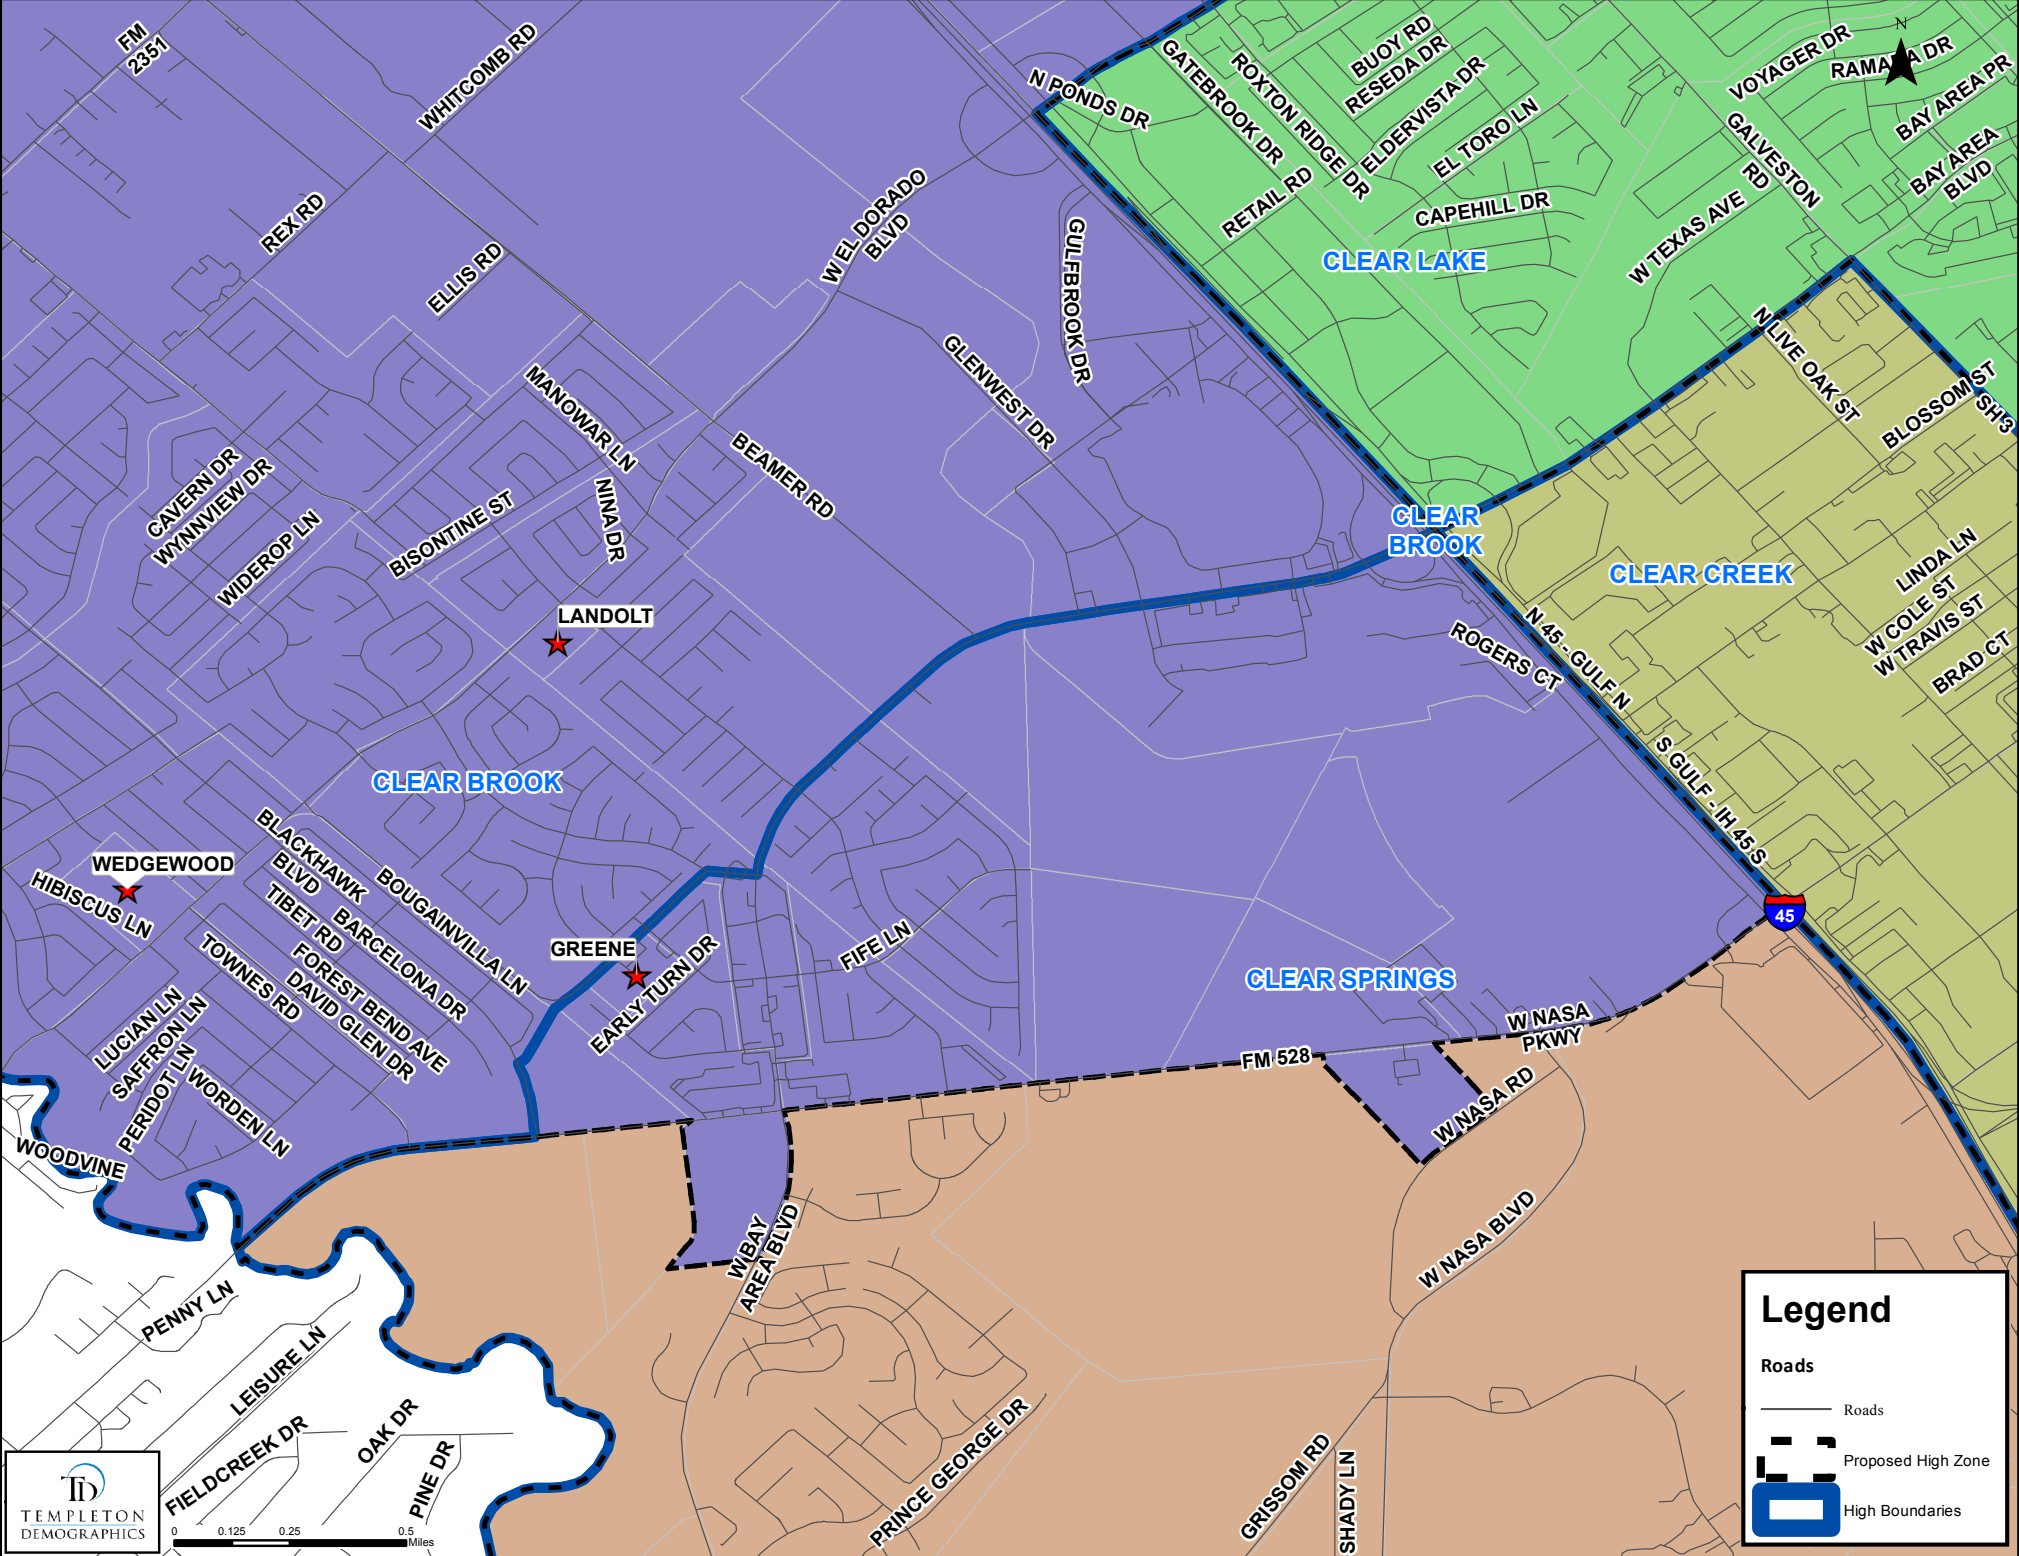 FM
2351
WHITCOMB RD
REX RD
ELLIS RD
N PONDS DR
GATEBROOK DR
ROXTON RIDGE DR
BUOY RD
RESEDA DR
ELDERVISTA DR
EL TORO LN
RETAIL RD
CAPEHILL DR
VOYAGER DR
N
BAY AREA PR
BAY AREA
BLVD
GALVESTON
RD
W TEXAS AVE
CLEAR LAKE
W EL DORADO
BLVD
GULFBROOK DR
GLENWEST DR
N LIVE OAK ST
BLOSSOM ST
SH 3
MANOWAR LN
NINA DR
BEAMER RD
CAVERN DR
WYNNVIEW DR
WIDEROP LN
BISONTINE ST
CLEAR
BROOK
CLEAR CREEK
LINDA LN
W COLE ST
W TRAVIS ST
BRAD CT
LANDOLT
ROGERS CT
N 45 - GULF N
S GULF - IH 45 S
CLEAR BROOK
WEDGEWOOD
HIBISCUS LN
BLACKHAWK
BLVD
TIBET RD
BOUGAINVILLA LN
BARCELONA DR
FOREST BEND AVE
DAVID GLEN DR
TOWNES RD
GREENE
EARLY TURN DR
FIFE LN
45
CLEAR SPRINGS
LUCIAN LN
SAFFRON LN
PERIDOT LN
WORDEN LN
WOODVINE
W NASA
PKWY
FM 528
W NASA RD
W NASA BLVD
W BAY
AREA BLVD
PENNY LN
LEISURE LN
FIELDCREEK DR
OAK DR
PINE DR
PRINCE GEORGE DR
GRISSOM RD
SHADY LN
Legend
Roads
Roads
Proposed High Zone
High Boundaries
TD
TEMPLETON
DEMOGRAPHICS
0 0.125 0.25 0.5
Miles